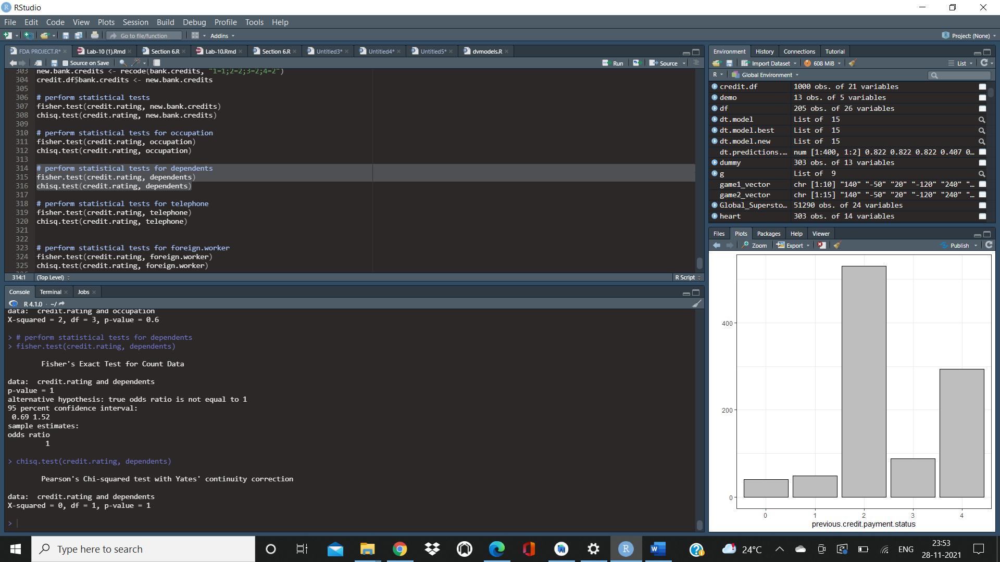 RStudio
File Edit Code View Plots Session Build Debug Profile Tools Help
Go to file/function Addins Project: (None)
FDA PROJECT.R* Lab-10 (1).Rmd Section 6.R Lab-10.Rmd Section 6.R Untitled3* Untitled4* Untitled5* dvmodels.R
Source on Save Run Source
303 new.bank.credits <- recode(bank.credits, "1=1;2=2;3=2;4=2")
304 credit.df$bank.credits <- new.bank.credits
305
306 # perform statistical tests
307 fisher.test(credit.rating, new.bank.credits)
308 chisq.test(credit.rating, new.bank.credits)
309
310 # perform statistical tests for occupation
311 fisher.test(credit.rating, occupation)
312 chisq.test(credit.rating, occupation)
313
314 # perform statistical tests for dependents
315 fisher.test(credit.rating, dependents)
316 chisq.test(credit.rating, dependents)
317
318 # perform statistical tests for telephone
319 fisher.test(credit.rating, telephone)
320 chisq.test(credit.rating, telephone)
321
322
323 # perform statistical tests for foreign.worker
324 fisher.test(credit.rating, foreign.worker)
325 chisq.test(credit.rating, foreign.worker)
314:1 (Top Level) R Script
Console Terminal Jobs
R 4.1.0 · ~/
data:  credit.rating and occupation
X-squared = 2, df = 3, p-value = 0.6
> # perform statistical tests for dependents
> fisher.test(credit.rating, dependents)
Fisher's Exact Test for Count Data
data:  credit.rating and dependents
p-value = 1
alternative hypothesis: true odds ratio is not equal to 1
95 percent confidence interval:
0.69 1.52
sample estimates:
odds ratio
1
> chisq.test(credit.rating, dependents)
Pearson's Chi-squared test with Yates' continuity correction
data:  credit.rating and dependents
X-squared = 0, df = 1, p-value = 1
>
Environment History Connections Tutorial
Import Dataset 608 MiB List
R Global Environment
credit.df 1000 obs. of 21 variables
demo 13 obs. of 5 variables
df 205 obs. of 26 variables
dt.model List of  15
dt.model.best List of  15
dt.model.new List of  15
dt.predictions.… num [1:400, 1:2] 0.822 0.822 0.822 0.407 0…
dummy 303 obs. of 13 variables
g List of  9
game1_vector chr [1:10] "140" "-50" "20" "-120" "240" "…
game2_vector chr [1:15] "140" "-50" "20" "-120" "240" "…
Global_Supersto… 51290 obs. of 24 variables
heart 303 obs. of 14 variables
Files Plots Packages Help Viewer
Zoom Export Publish
400
200
0
0 1 2 3 4
previous.credit.payment.status
Type here to search
24°C ENG 23:53
28-11-2021